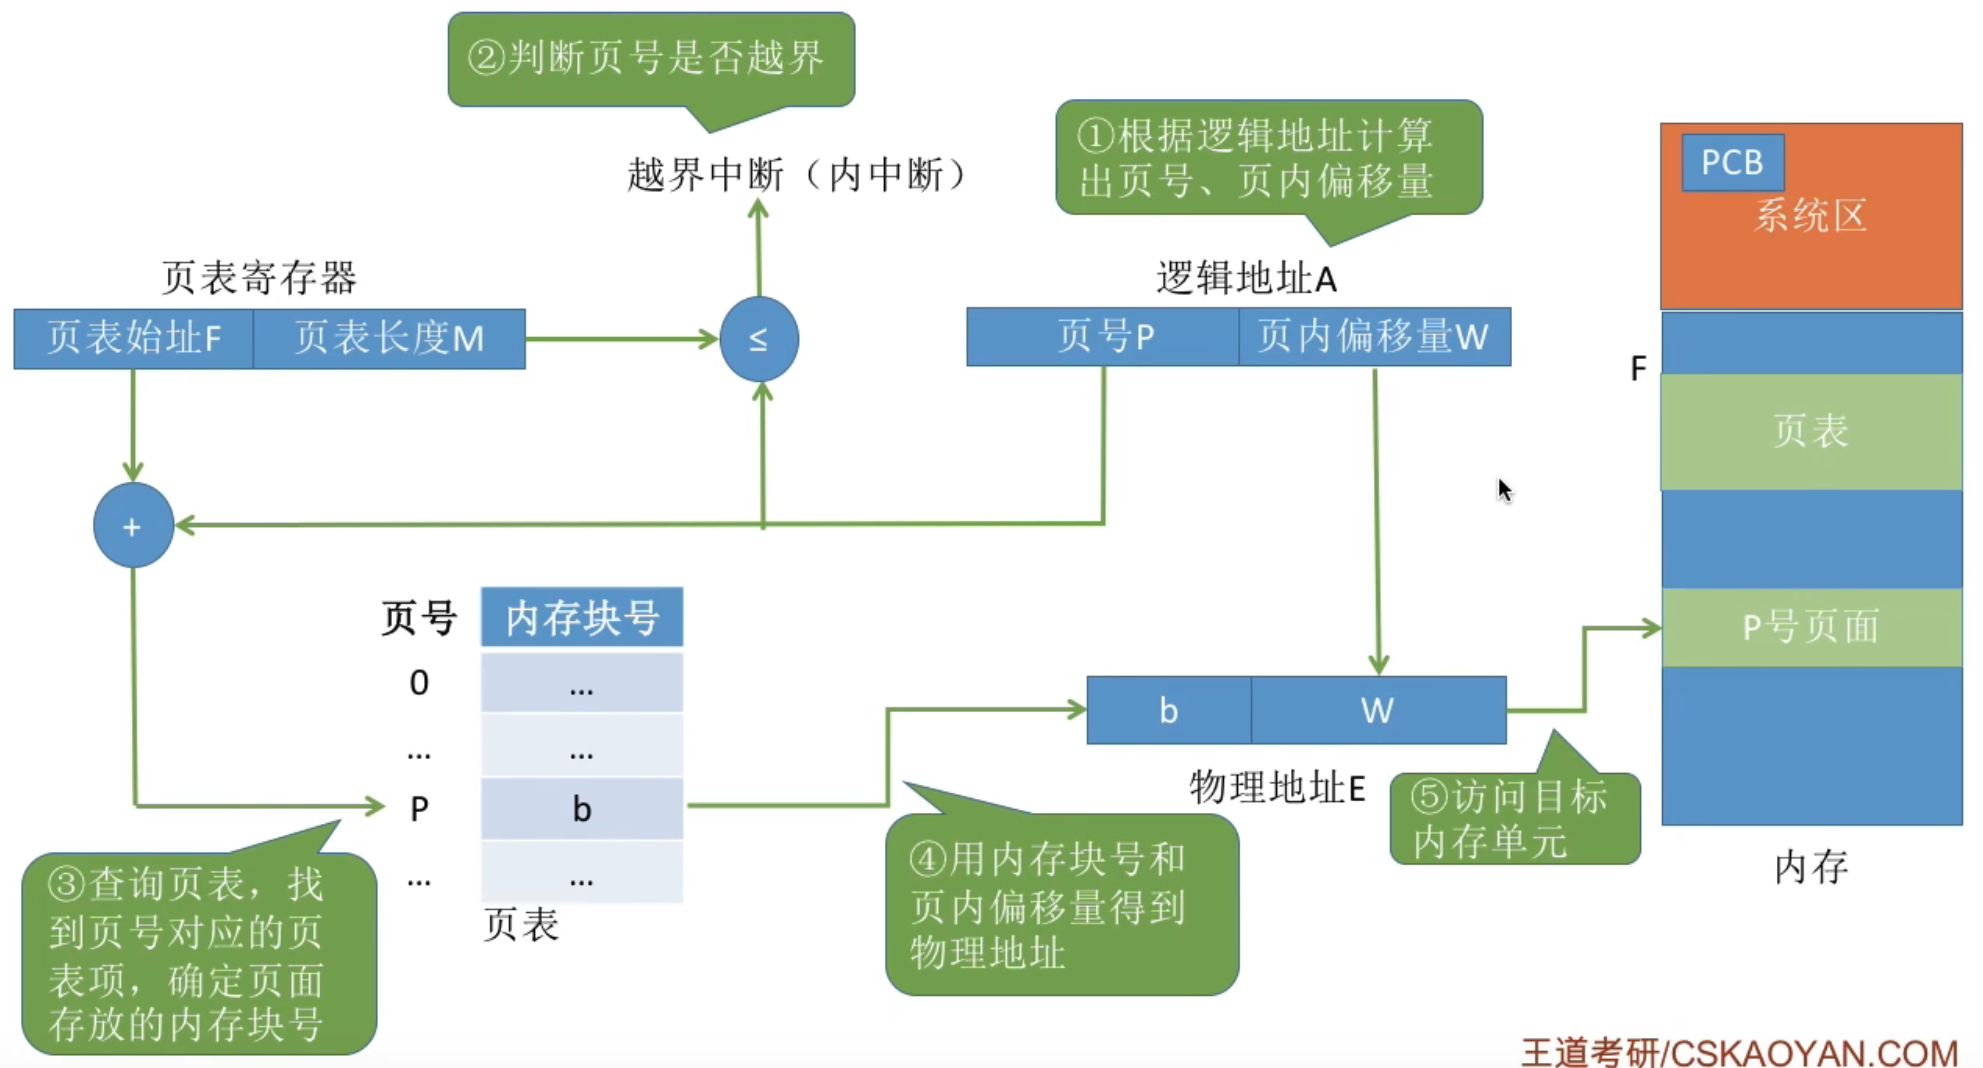 ②判断页号是否越界
①根据逻辑地址计算
出页号、页内偏移量
越界中断（内中断）
PCB
系统区
页表寄存器
逻辑地址A
页表始址F
页表长度M
≤
页号P
页内偏移量W
F
页表
+
页号
内存块号
0
...
...
...
P
b
...
...
页表
P号页面
b
W
物理地址E
③查询页表，找
到页号对应的页
表项，确定页面
存放的内存块号
④用内存块号和
页内偏移量得到
物理地址
⑤访问目标
内存单元
内存
王道考研/CSKAOYAN.COM